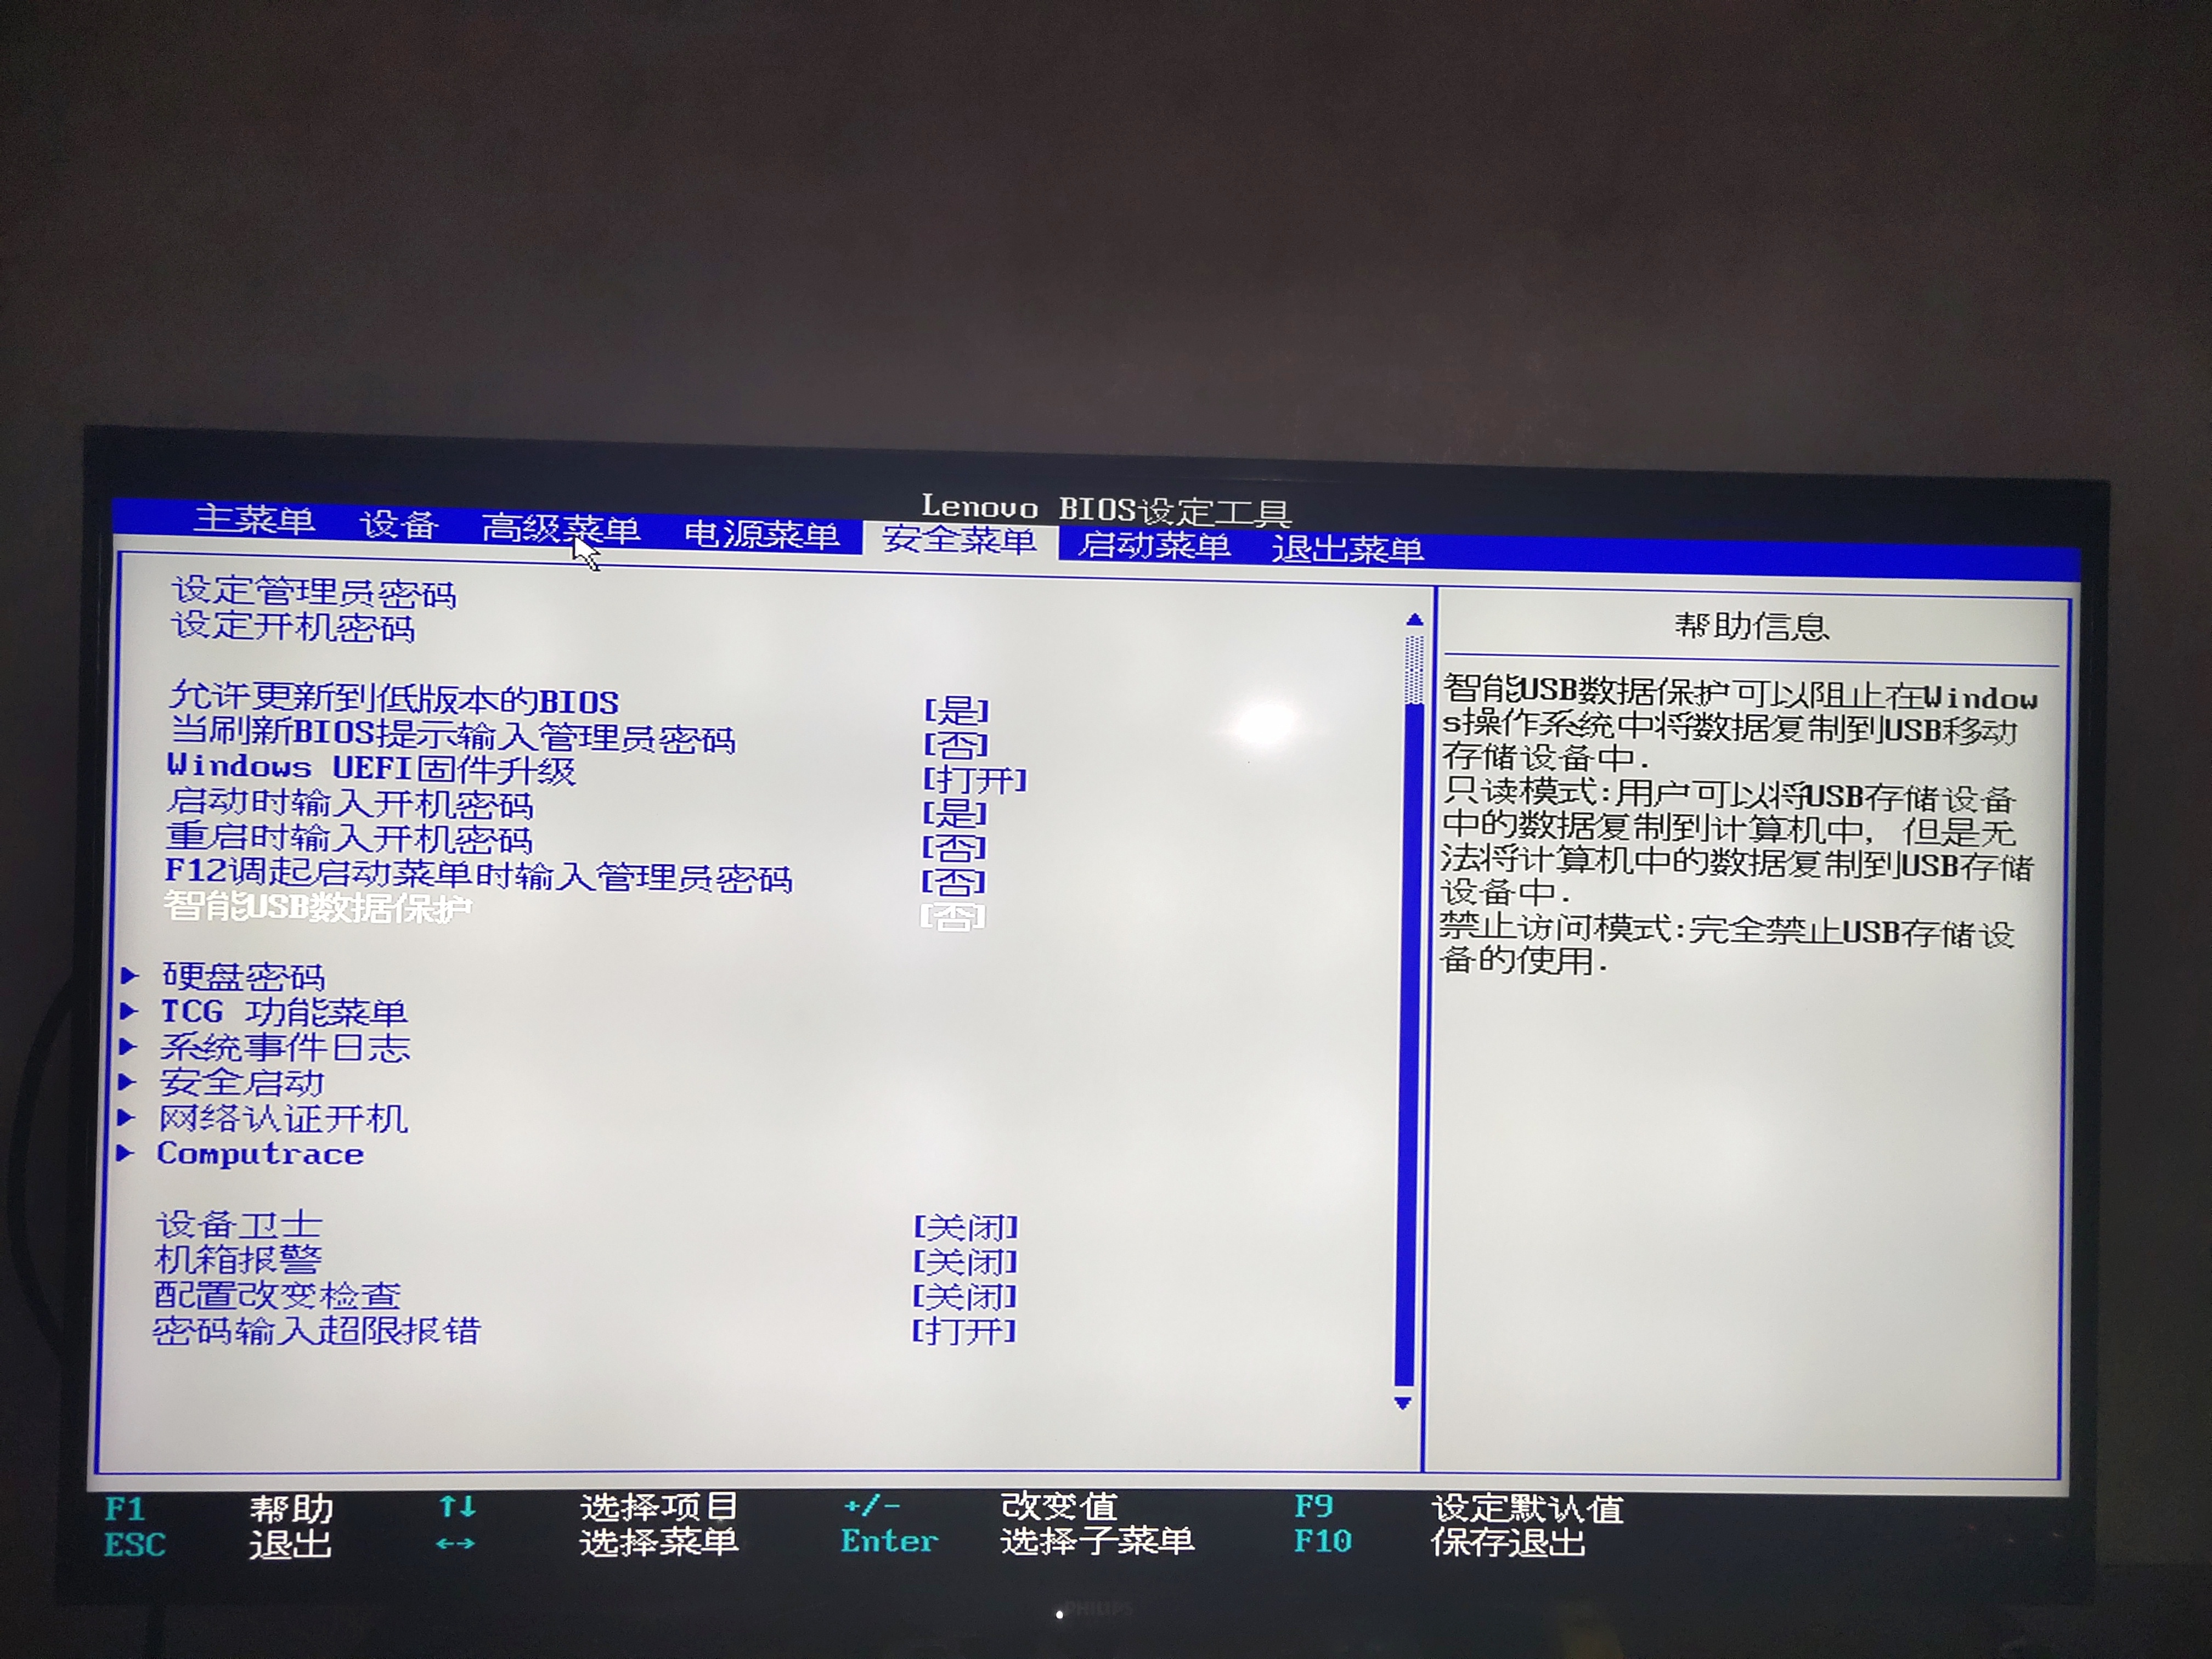 Lenovo BIOS设定工具
主菜单 设备 高级菜单 电源菜单 安全菜单 启动菜单 退出菜单
设定管理员密码
设定开机密码
允许更新到低版本的BIOS [是]
当刷新BIOS提示输入管理员密码 [否]
Windows UEFI固件升级 [打开]
启动时输入开机密码 [是]
重启时输入开机密码 [否]
F12调起启动菜单时输入管理员密码 [否]
智能USB数据保护 [否]
硬盘密码
TCG 功能菜单
系统事件日志
安全启动
网络认证开机
Computrace
设备卫士 [关闭]
机箱报警 [关闭]
配置改变检查 [关闭]
密码输入超限报错 [打开]
帮助信息
智能USB数据保护可以阻止在Window
s操作系统中将数据复制到USB移动
存储设备中.
只读模式:用户可以将USB存储设备
中的数据复制到计算机中, 但是无
法将计算机中的数据复制到USB存储
设备中.
禁止访问模式:完全禁止USB存储设
备的使用.
F1 帮助 ↑↓ 选择项目 +/- 改变值 F9 设定默认值
ESC 退出 ←→ 选择菜单 Enter 选择子菜单 F10 保存退出
PHILIPS